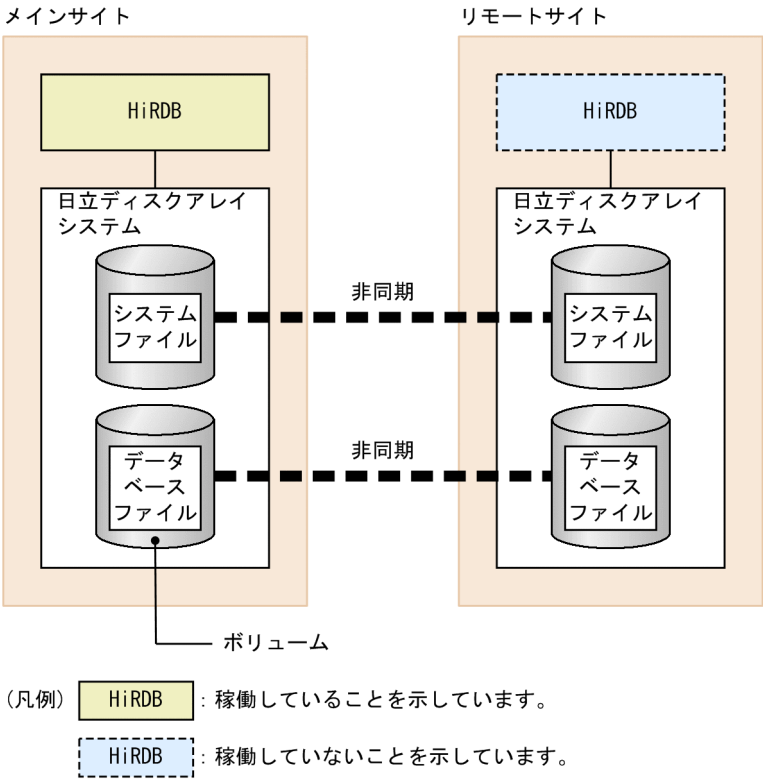 メインサイト
リモートサイト
HiRDB
HiRDB
日立ディスクアレイ
システム
日立ディスクアレイ
システム
非同期
システム
ファイル
システム
ファイル
非同期
データ
ベース
ファイル
データ
ベース
ファイル
ボリューム
(凡例) HiRDB : 稼働していることを示しています。
HiRDB : 稼働していないことを示しています。